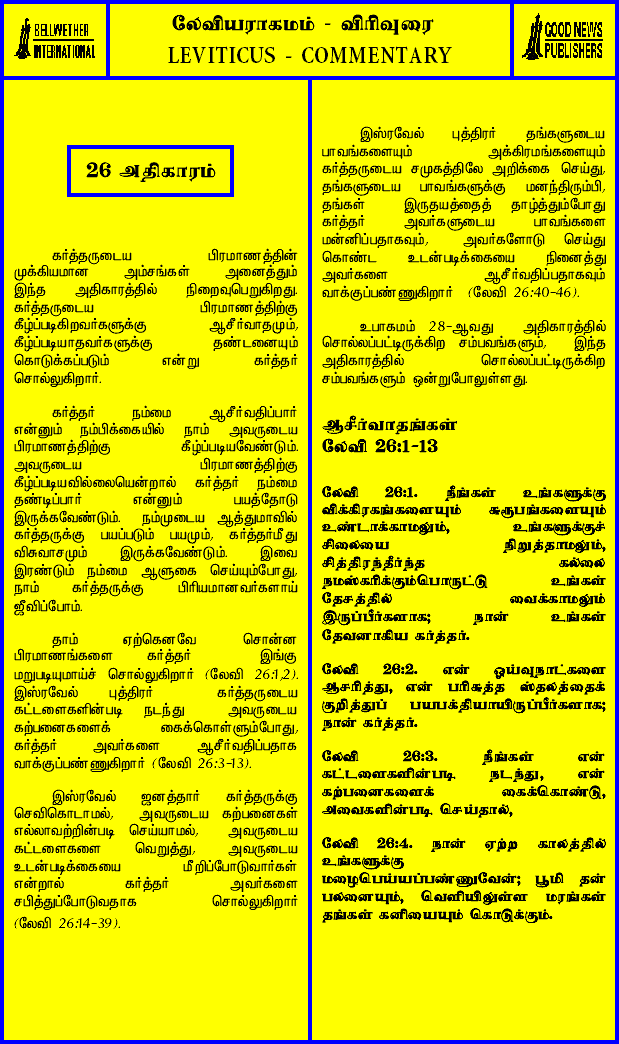 BELLWETHER
INTERNATIONAL
லேவியராகமம் - விரிவுரை
LEVITICUS - COMMENTARY
GOOD NEWS
PUBLISHERS
26 அதிகாரம்
கர்த்தருடைய பிரமாணத்தின்
முக்கியமான அம்சங்கள் அனைத்தும்
இந்த அதிகாரத்தில் நிறைவுபெறுகிறது.
கர்த்தருடைய பிரமாணத்திற்கு
கீழ்ப்படிகிறவர்களுக்கு ஆசீர்வாதமும்,
கீழ்ப்படியாதவர்களுக்கு தண்டனையும்
கொடுக்கப்படும் என்று கர்த்தர்
சொல்லுகிறார்.
கர்த்தர் நம்மை ஆசீர்வதிப்பார்
என்னும் நம்பிக்கையில் நாம் அவருடைய
பிரமாணத்திற்கு கீழ்ப்படியவேண்டும்.
அவருடைய பிரமாணத்திற்கு
கீழ்ப்படியவில்லையென்றால் கர்த்தர் நம்மை
தண்டிப்பார் என்னும் பயத்தோடு
இருக்கவேண்டும். நம்முடைய ஆத்துமாவில்
கர்த்தருக்கு பயப்படும் பயமும், கர்த்தர்மீது
விசுவாசமும் இருக்கவேண்டும். இவை
இரண்டும் நம்மை ஆளுகை செய்யும்போது,
நாம் கர்த்தருக்கு பிரியமானவர்களாய்
ஜீவிப்போம்.
தாம் ஏற்கெனவே சொன்ன
பிரமாணங்களை கர்த்தர் இங்கு
மறுபடியுமாய்ச் சொல்லுகிறார் (லேவி 26:1,2).
இஸ்ரவேல் புத்திரர் கர்த்தருடைய
கட்டளைகளின்படி நடந்து அவருடைய
கற்பனைகளைக் கைக்கொள்ளும்போது,
கர்த்தர் அவர்களை ஆசீர்வதிப்பதாக
வாக்குப்பண்ணுகிறார் (லேவி 26:3-13).
இஸ்ரவேல் ஜனத்தார் கர்த்தருக்கு
செவிகொடாமல், அவருடைய கற்பனைகள்
எல்லாவற்றின்படி செய்யாமல், அவருடைய
கட்டளைகளை வெறுத்து, அவருடைய
உடன்படிக்கையை மீறிப்போடுவார்கள்
என்றால் கர்த்தர் அவர்களை
சபித்துப்போடுவதாக சொல்லுகிறார்
(லேவி 26:14-39).
இஸ்ரவேல் புத்திரர் தங்களுடைய
பாவங்களையும் அக்கிரமங்களையும்
கர்த்தருடைய சமுகத்திலே அறிக்கை செய்து,
தங்களுடைய பாவங்களுக்கு மனந்திரும்பி,
தங்கள் இருதயத்தைத் தாழ்த்தும்போது
கர்த்தர் அவர்களுடைய பாவங்களை
மன்னிப்பதாகவும், அவர்களோடு செய்து
கொண்ட உடன்படிக்கையை நினைத்து
அவர்களை ஆசீர்வதிப்பதாகவும்
வாக்குப்பண்ணுகிறார் (லேவி 26:40-46).
உபாகமம் 28-ஆவது அதிகாரத்தில்
சொல்லப்பட்டிருக்கிற சம்பவங்களும், இந்த
அதிகாரத்தில் சொல்லப்பட்டிருக்கிற
சம்பவங்களும் ஒன்றுபோலுள்ளது.
ஆசீர்வாதங்கள்
லேவி 26:1-13
லேவி 26:1. நீங்கள் உங்களுக்கு
விக்கிரகங்களையும் சுரூபங்களையும்
உண்டாக்காமலும், உங்களுக்குச்
சிலையை நிறுத்தாமலும்,
சித்திரந்தீர்ந்த கல்லை
நமஸ்கரிக்கும்பொருட்டு உங்கள்
தேசத்தில் வைக்காமலும்
இருப்பீர்களாக; நான் உங்கள்
தேவனாகிய கர்த்தர்.
லேவி 26:2. என் ஓய்வுநாட்களை
ஆசரித்து, என் பரிசுத்த ஸ்தலத்தைக்
குறித்துப் பயபக்தியாயிருப்பீர்களாக;
நான் கர்த்தர்.
லேவி 26:3. நீங்கள் என்
கட்டளைகளின்படி நடந்து, என்
கற்பனைகளைக் கைக்கொண்டு,
அவைகளின்படி செய்தால்,
லேவி 26:4. நான் ஏற்ற காலத்தில்
உங்களுக்கு
மழைபெய்யப்பண்ணுவேன்; பூமி தன்
பலனையும், வெளியிலுள்ள மரங்கள்
தங்கள் கனியையும் கொடுக்கும்.